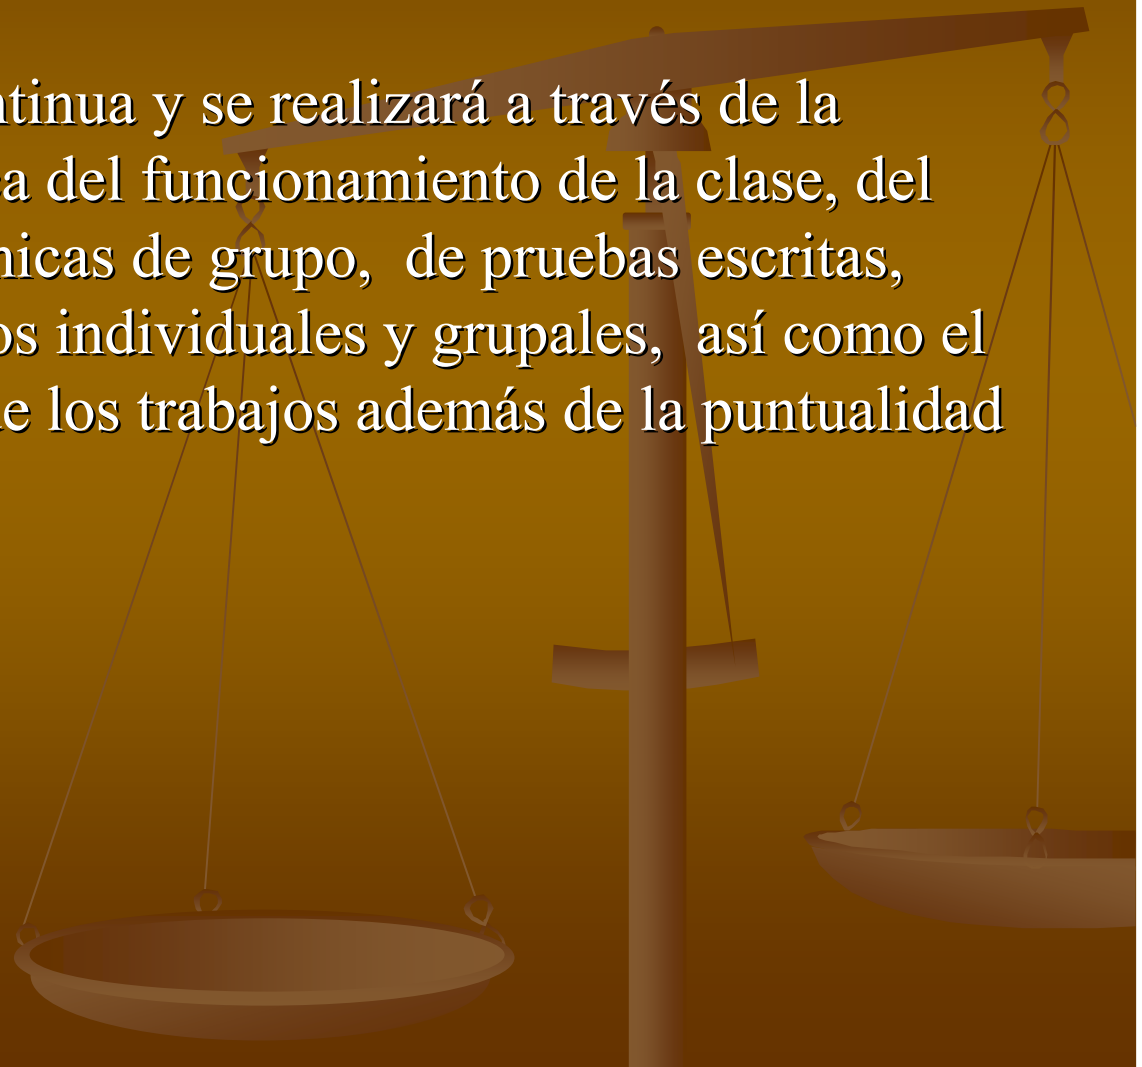 ntinua y se realizará a través de la
a del funcionamiento de la clase, del
nicas de grupo, de pruebas escritas,
os individuales y grupales, así como el
e los trabajos además de la puntualidad